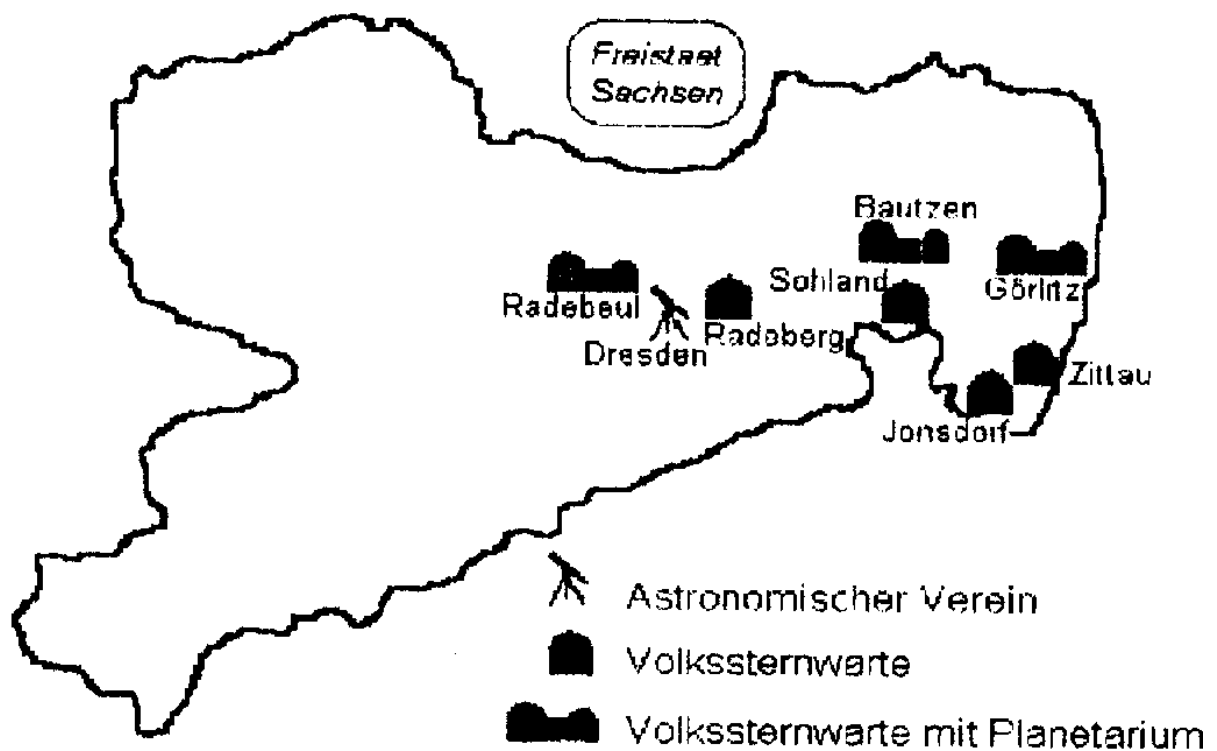 Freistaat
Sachsen
Bautzen
Sohland
Görlitz
Radebeul
Radeberg
Dresden
Zittau
Jonsdorf
Astronomischer Verein
Volkssternwarte
Volkssternwarte mit Planetarium